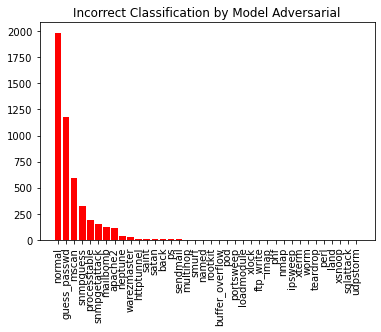 Incorrect Classification by Model Adversarial
2000
1750
1500
1250
1000
750
500
250
0
normal
guess_passwd
mscan
snmpguess
processtable
snmpgetattack
mailbomb
apache2
neptune
warezmaster
httptunnel
saint
satan
back
ps
sendmail
multihop
smurf
named
rootkit
buffer_overflow
pod
portsweep
loadmodule
xlock
ftp_write
imap
phf
nmap
ipsweep
xterm
worm
teardrop
perl
land
xsnoop
sqlattack
udpstorm